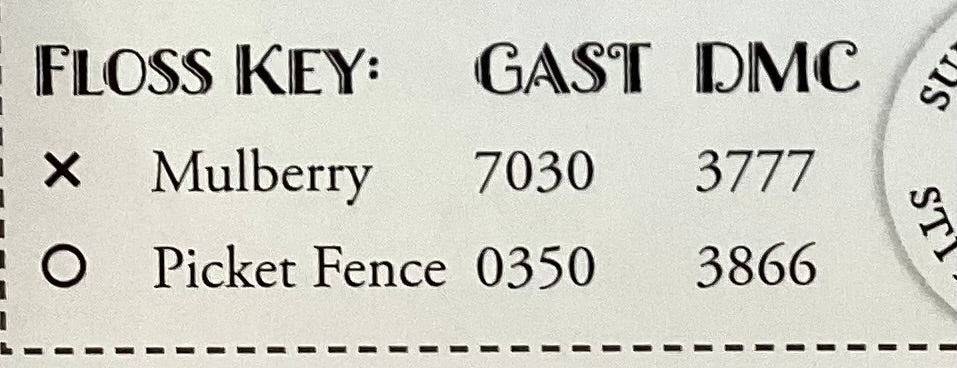 FLOSS KEY: GAST DMC
× Mulberry 7030 3777
○ Picket Fence 0350 3866